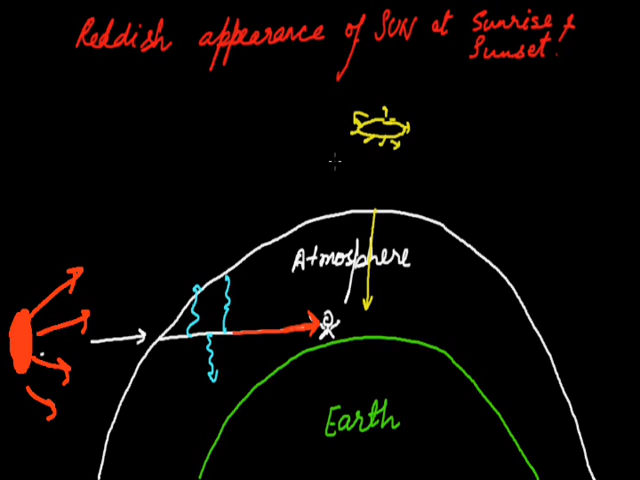 Reddish appearance of SUN at Sunrise &
Sunset.
Atmosphere
Earth